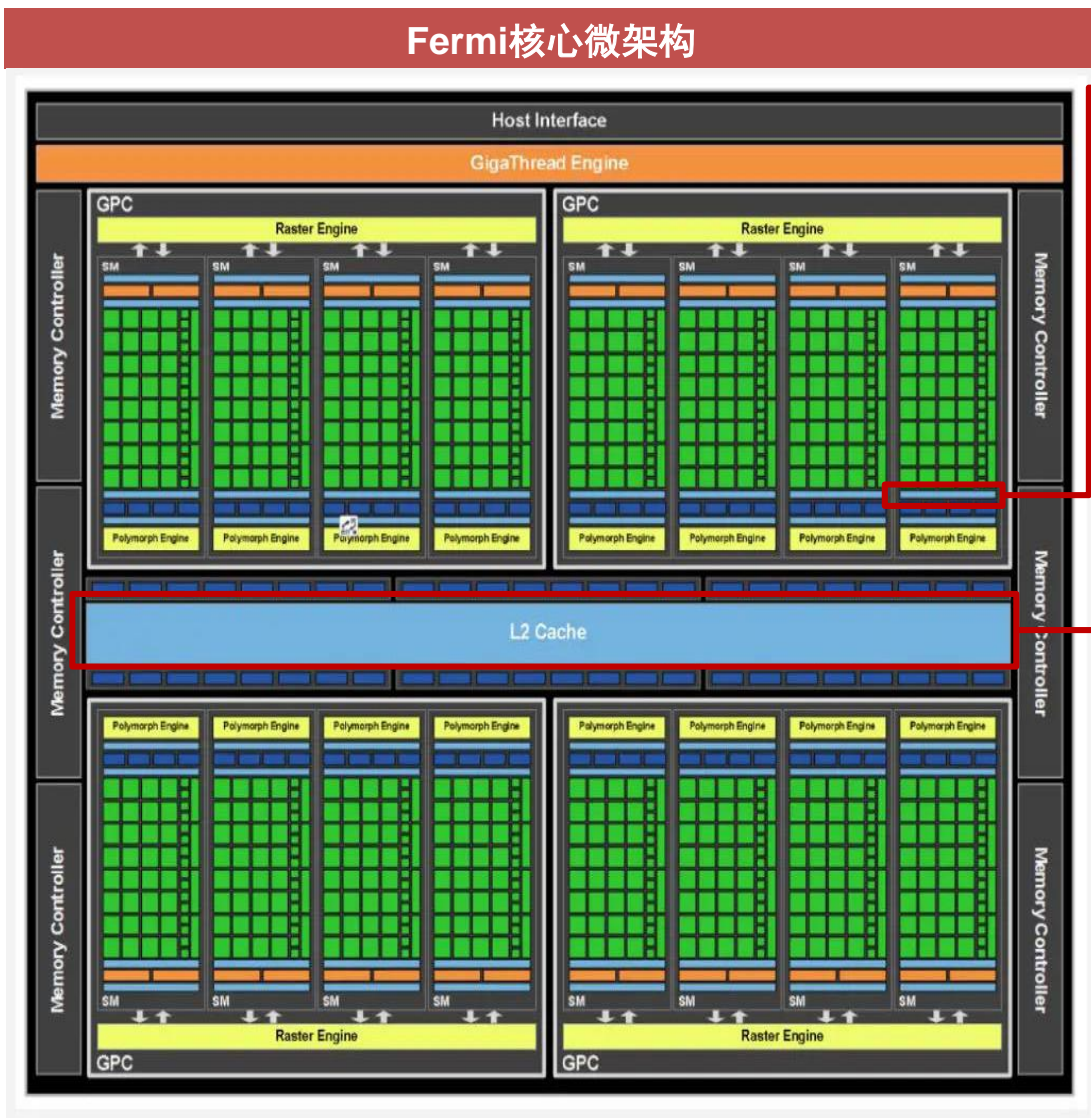 Fermi核心微架构
Host Interface
GigaThread Engine
Memory Controller
Memory Controller
Memory Controller
GPC
Raster Engine
SM
SM
SM
SM
Polymorph Engine
Polymorph Engine
Polymorph Engine
Polymorph Engine
GPC
Raster Engine
SM
SM
SM
SM
Polymorph Engine
Polymorph Engine
Polymorph Engine
Polymorph Engine
L2 Cache
Polymorph Engine
Polymorph Engine
Polymorph Engine
Polymorph Engine
SM
SM
SM
SM
Raster Engine
GPC
Polymorph Engine
Polymorph Engine
Polymorph Engine
Polymorph Engine
SM
SM
SM
SM
Raster Engine
GPC
Memory Controller
Memory Controller
Memory Controller